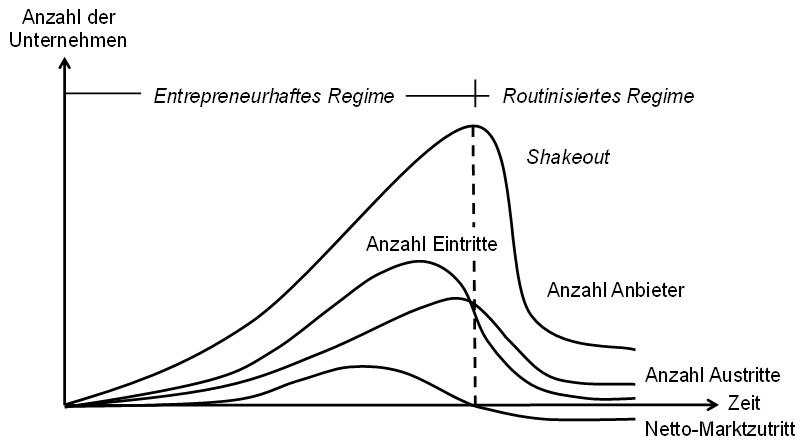 Anzahl der
Unternehmen
Entrepreneurhaftes Regime
Routinisiertes Regime
Shakeout
Anzahl Eintritte
Anzahl Anbieter
Anzahl Austritte
Zeit
Netto-Marktzutritt